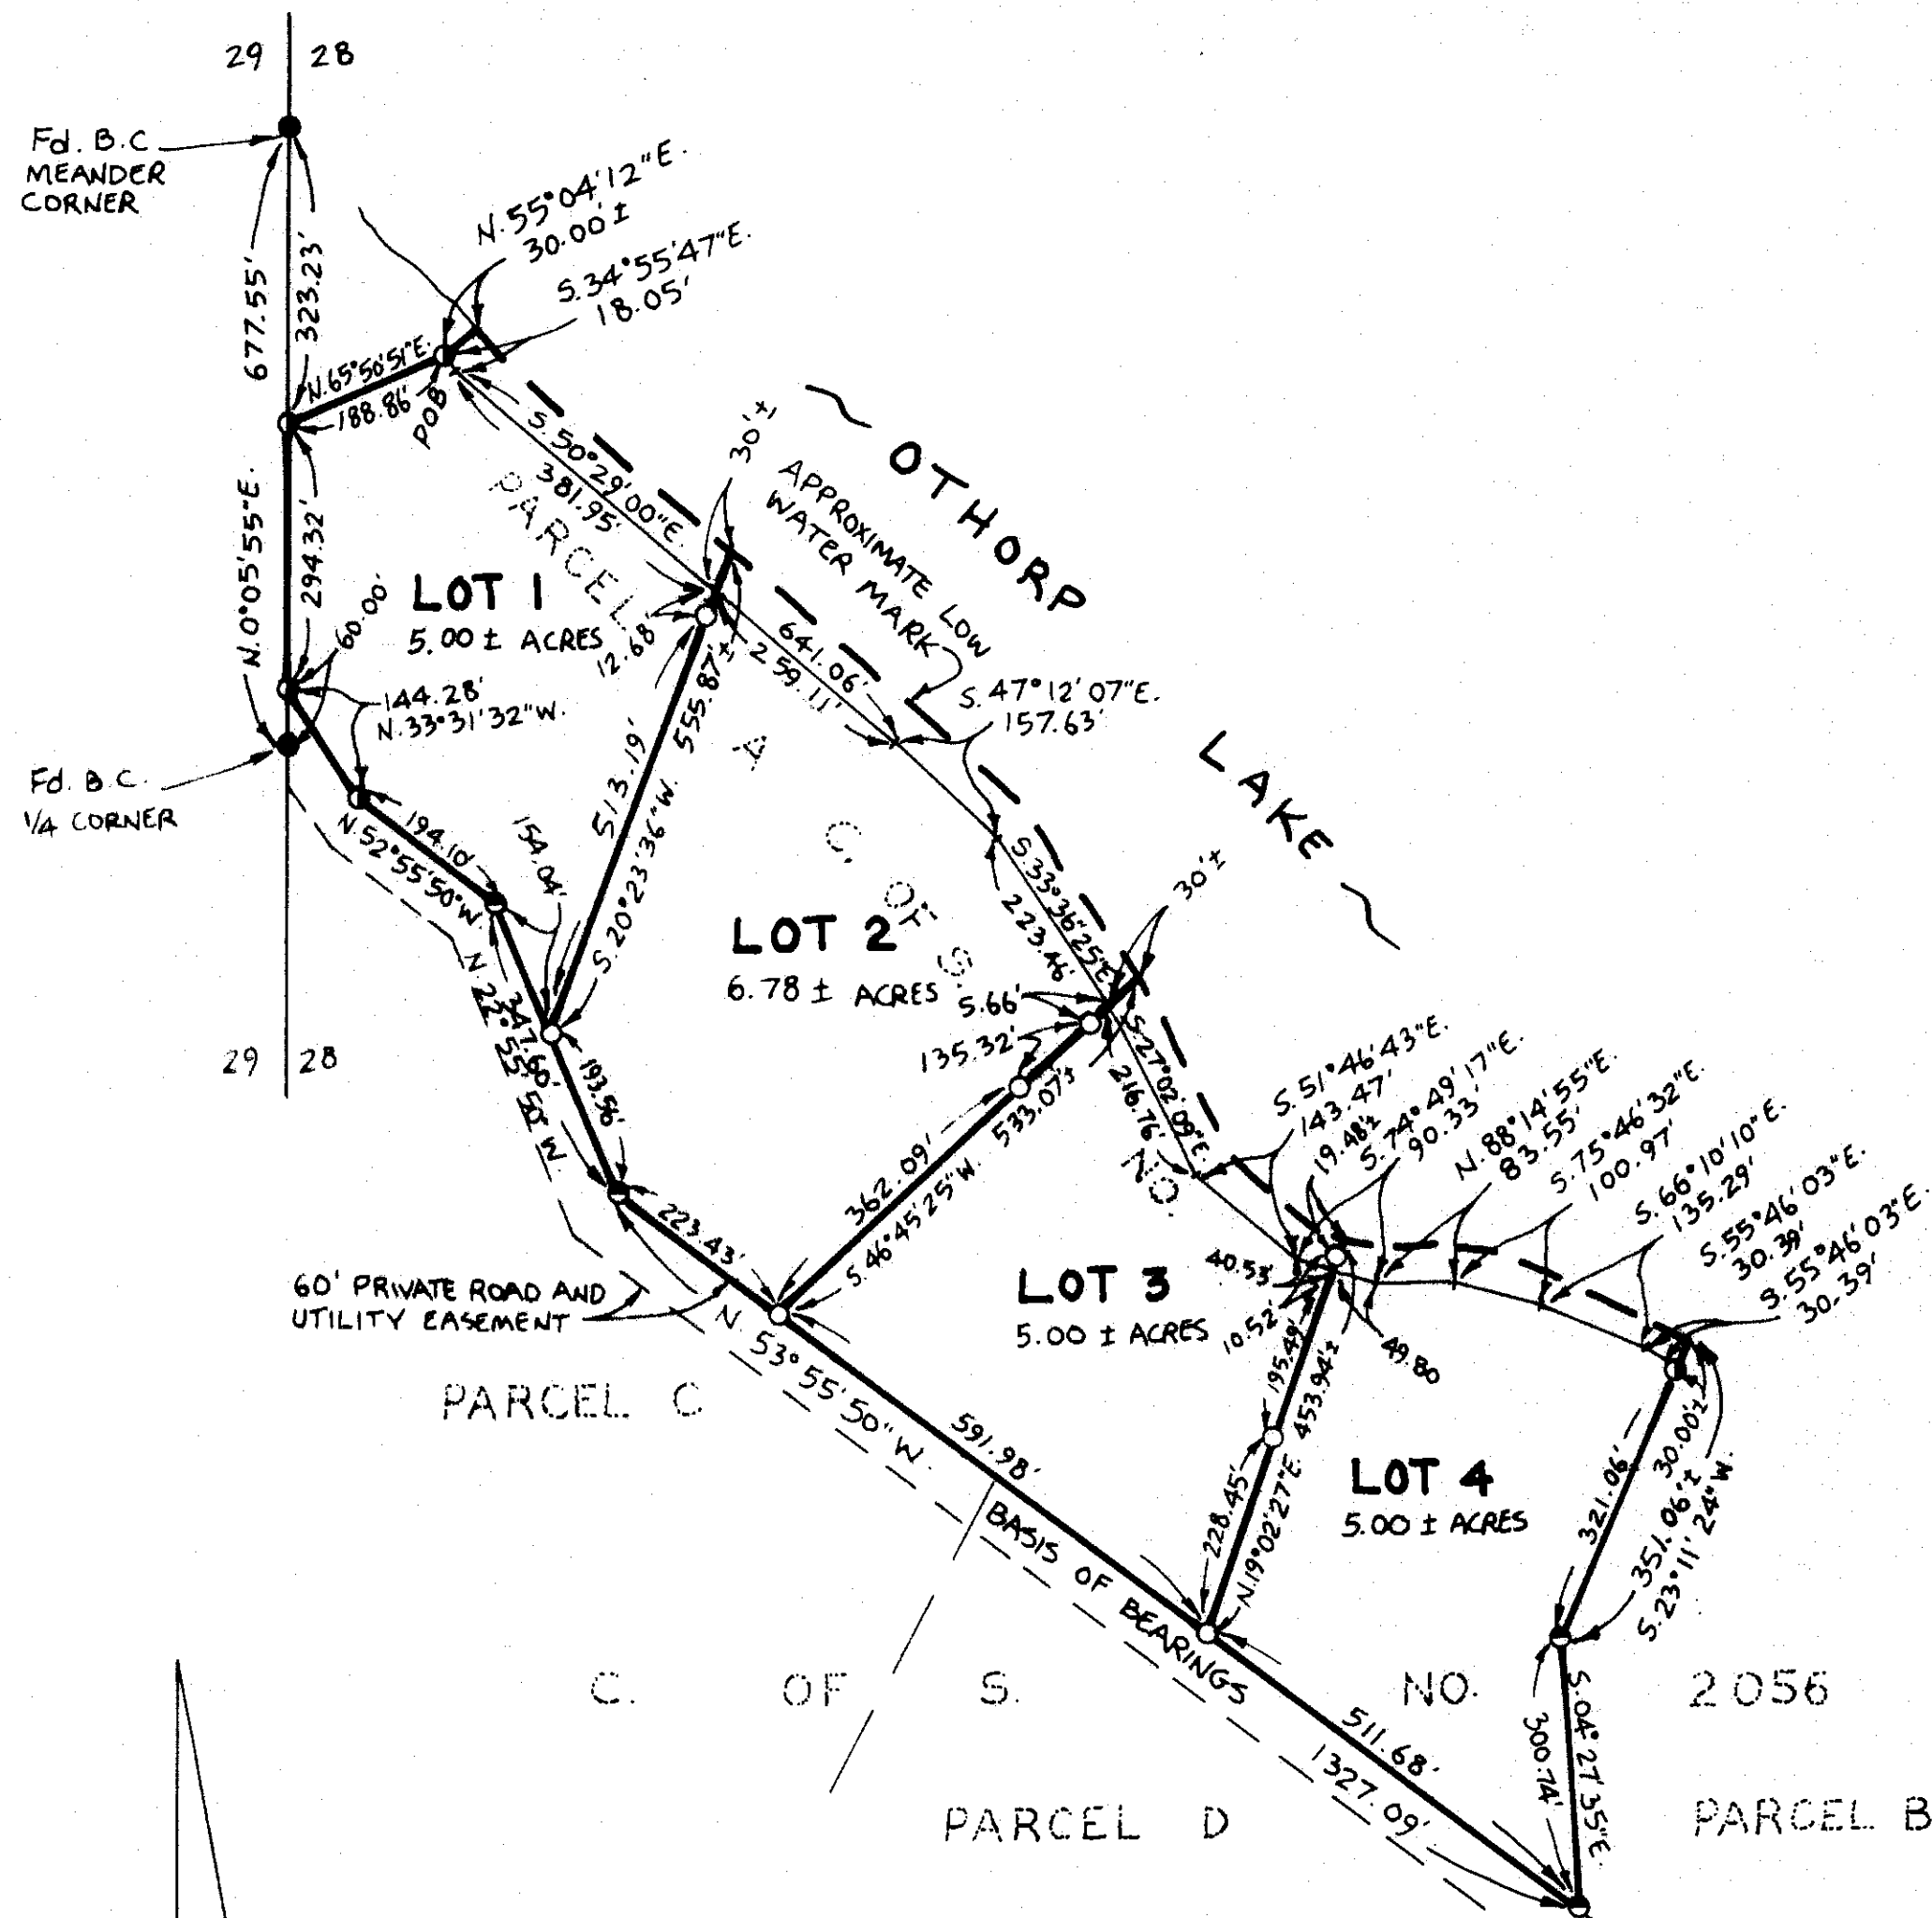 29 28
Fd. B.C
MEANDER
CORNER
677.55'
323.23'
N.55°04'12"E.
30.00'±
S.34°55'47"E.
18.05'
N.65°50'51"E.
188.86'
POB
N.0°05'55"E.
294.32'
60.00'
S.50°29'00"E.
381.95'
30'±
OTHORP
LAKE
APPROXIMATE LOW
WATER MARK
PARCEL A
C. OF S. NO.
LOT 1
5.00 ± ACRES
12.68'
641.06'
259.11'
S.47°12'07"E.
157.63'
144.28'
N.33°31'32"W.
Fd. B.C.
1/4 CORNER
194.10'
N.52°55'50"W.
154.04'
513.19'
555.87'±
S.20°23'36"W.
S.33°36'25"E.
223.46'
30'±
LOT 2
6.78 ± ACRES
5.66'
135.32'
29 28
347.60'
193.56'
S.27°02'09"E.
216.76'
362.09'
533.07'±
S.46°45'25"W.
S.51°46'43"E.
143.47'
19.48'±
S.74°49'17"E.
90.33'
N.88°14'55"E.
83.55'
S.75°46'32"E.
100.97'
S.66°10'10"E.
135.29'
S.55°46'03"E.
30.39'
S.55°46'03"E.
30.39'
223.43'
60' PRIVATE ROAD AND
UTILITY EASEMENT
N.53°55'50"W.
LOT 3
5.00 ± ACRES
40.53'
10.52'
195.49'
453.94'±
49.80
PARCEL C
591.98'
BASIS OF BEARINGS
228.45'
N.19°02'27"E.
LOT 4
5.00 ± ACRES
321.06'
30.00'±
351.06'±
S.23°11'24"W.
C. OF S. NO. 2056
511.68'
1327.09'
300.74'
S.04°27'35"E.
PARCEL D
PARCEL B